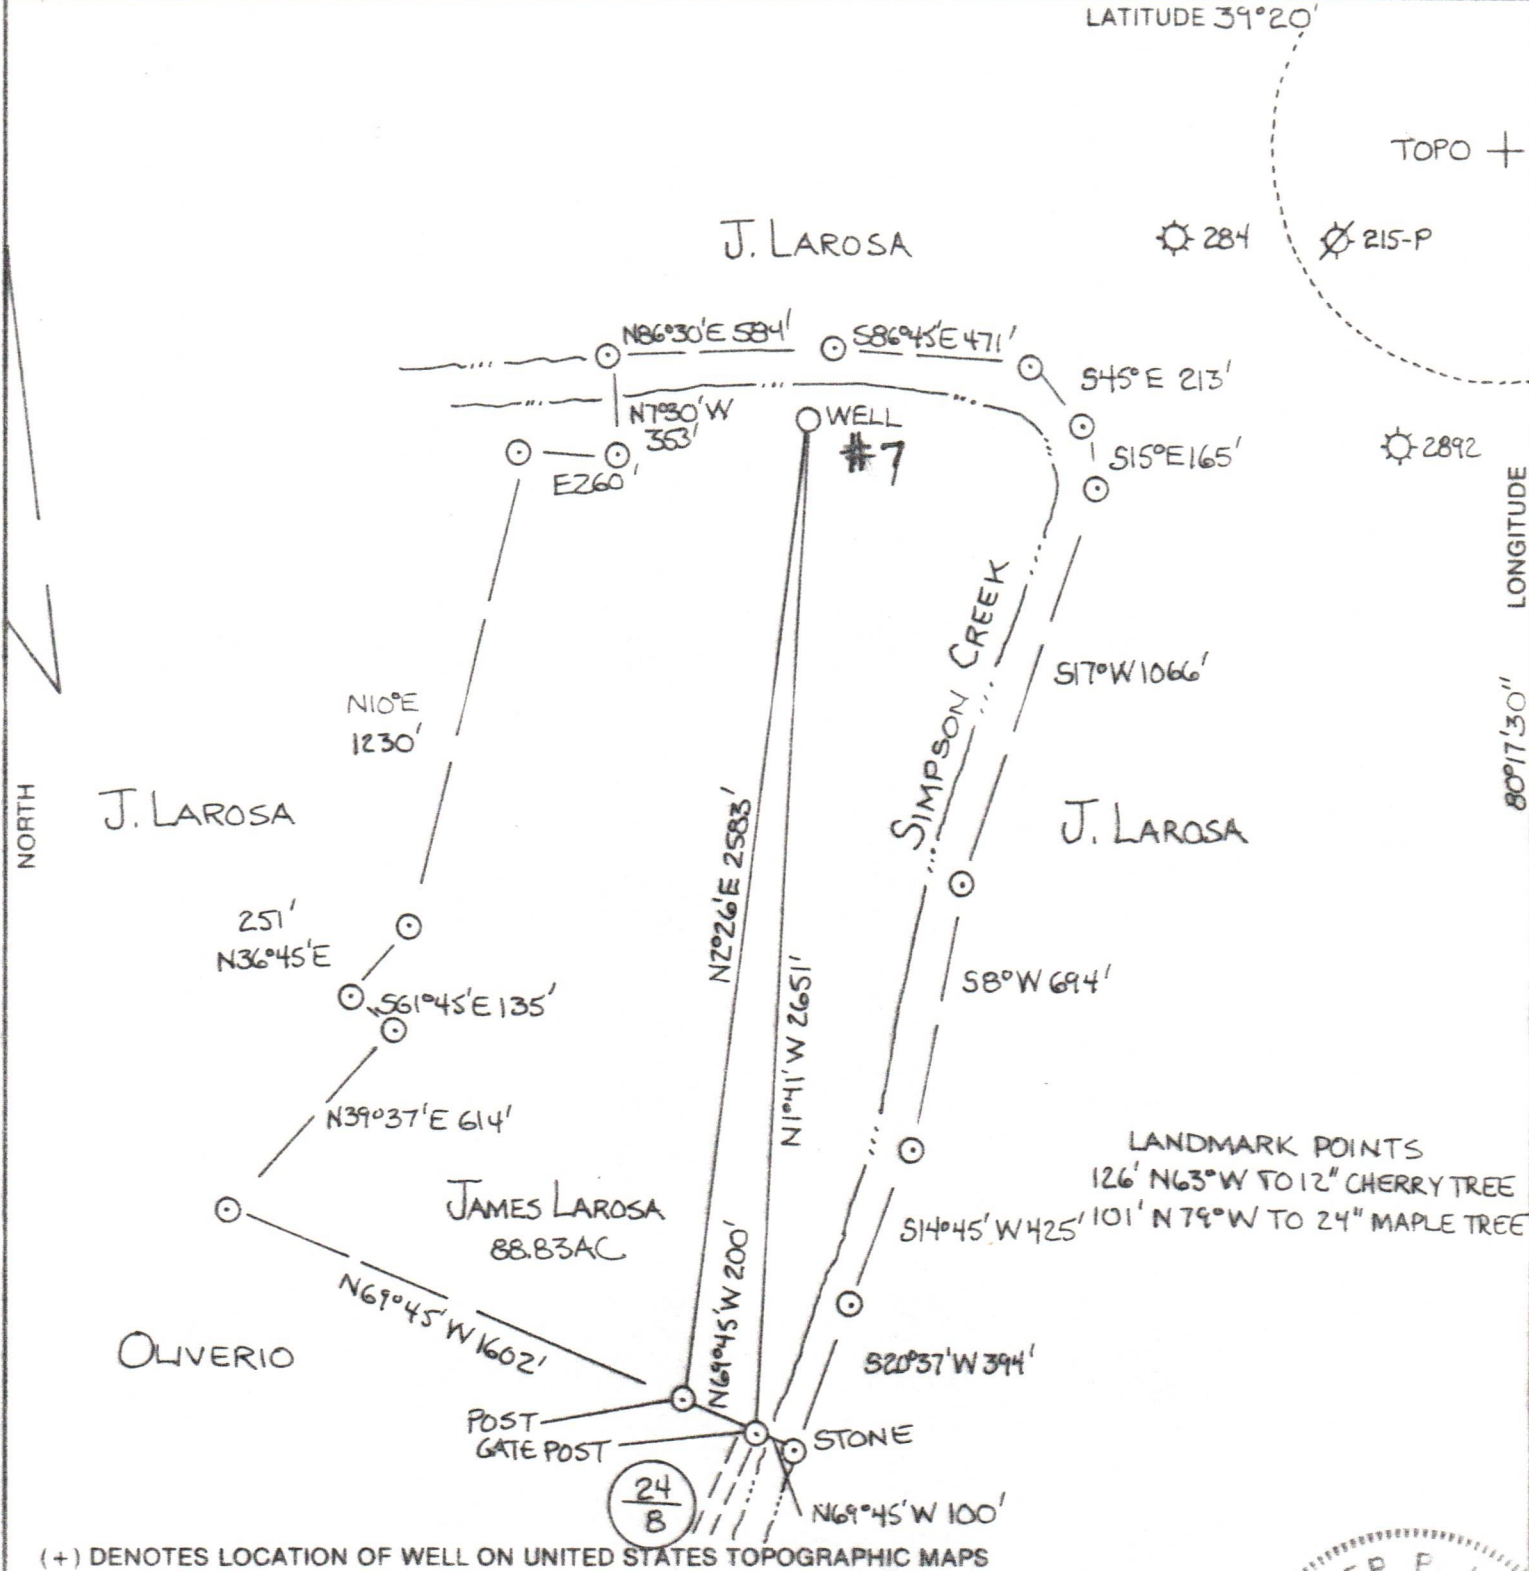 LATITUDE 39°20'
TOPO +
J. LAROSA
284
215-P
N86°30'E 584'
S86°45'E 471'
S45°E 213'
N7°30'W
353'
WELL
#7
E260'
S15°E 165'
2892
LONGITUDE
80°17'30"
SIMPSON CREEK
S17°W 1066'
N10°E
1230'
NORTH
J. LAROSA
J. LAROSA
N2°26'E 2583'
N1°41'W 2651'
251'
N36°45'E
S61°45'E 135'
S8°W 694'
N39°37'E 614'
LANDMARK POINTS
126' N63°W TO 12" CHERRY TREE
101' N79°W TO 24" MAPLE TREE
JAMES LAROSA
88.83AC
S14°45'W 425'
N69°45'W 200'
N69°45'W 1602'
OLIVERIO
S20°37'W 394'
POST
GATE POST
STONE
24
8
N69°45'W 100'
(+) DENOTES LOCATION OF WELL ON UNITED STATES TOPOGRAPHIC MAPS